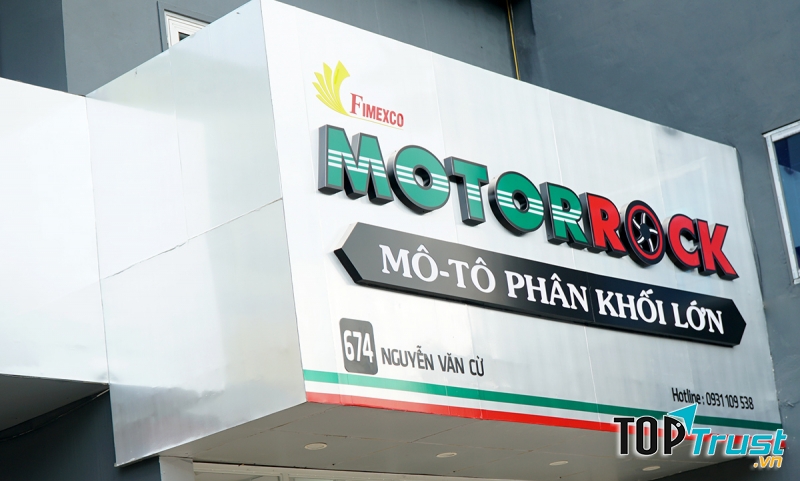 FIMEXCO
MOTORROCK
MÔ-TÔ PHÂN KHỐI LỚN
674 NGUYỄN VĂN CỪ
Hotline : 0931 109 538
TOPTrust.vn